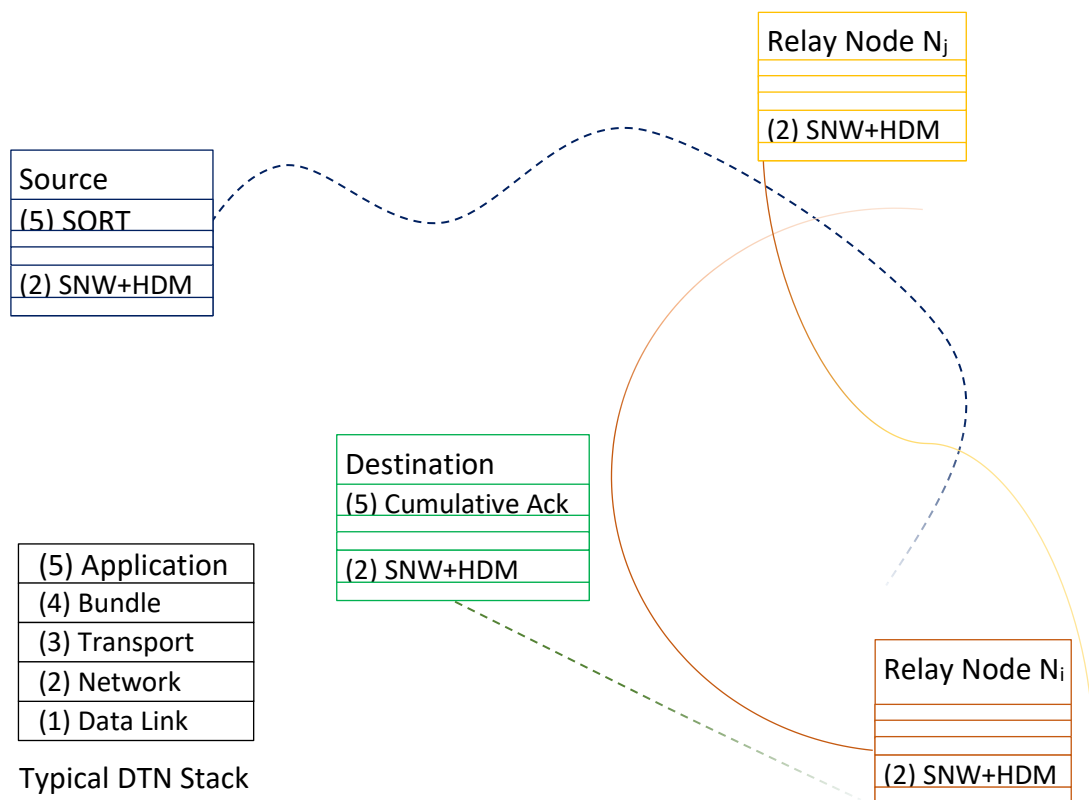 Relay Node Nj
(2) SNW+HDM
Source
(5) SORT
(2) SNW+HDM
Destination
(5) Cumulative Ack
(2) SNW+HDM
(5) Application
(4) Bundle
(3) Transport
(2) Network
(1) Data Link
Typical DTN Stack
Relay Node Ni
(2) SNW+HDM